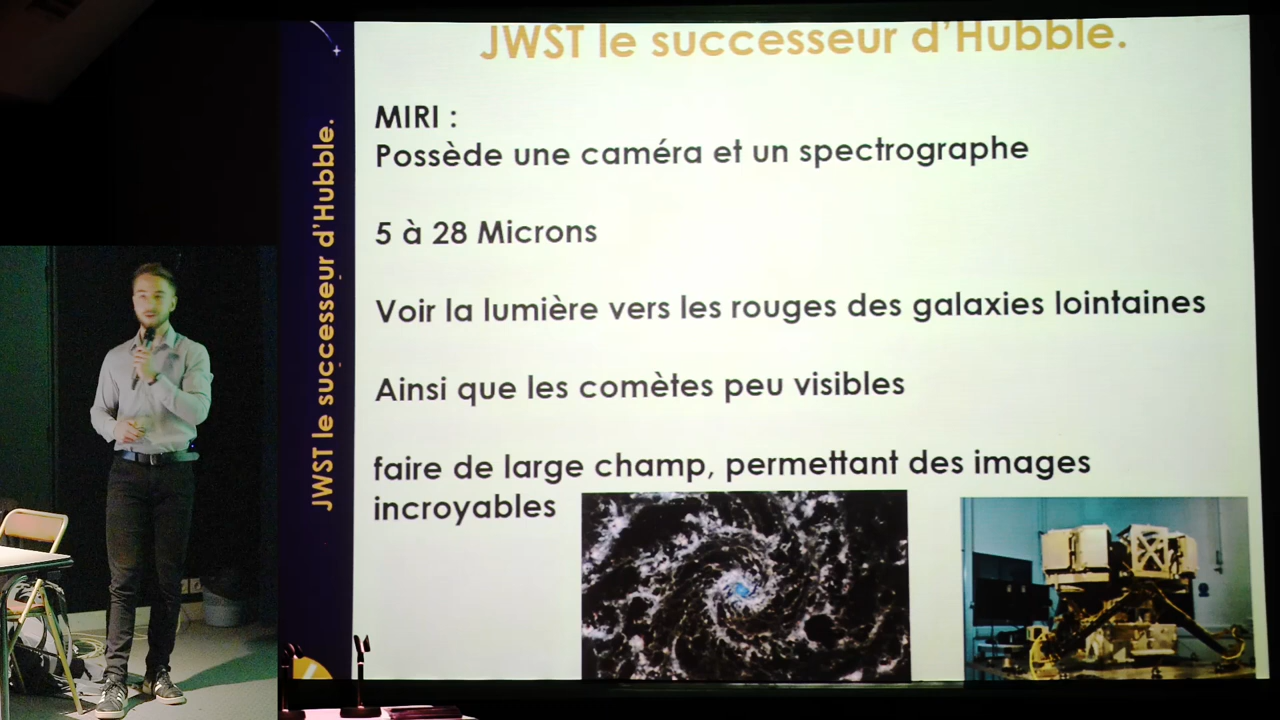 JWST le successeur d'Hubble.
JWST le successeur d'Hubble.
MIRI :
Possède une caméra et un spectrographe
5 à 28 Microns
Voir la lumière vers les rouges des galaxies lointaines
Ainsi que les comètes peu visibles
faire de large champ, permettant des images
incroyables